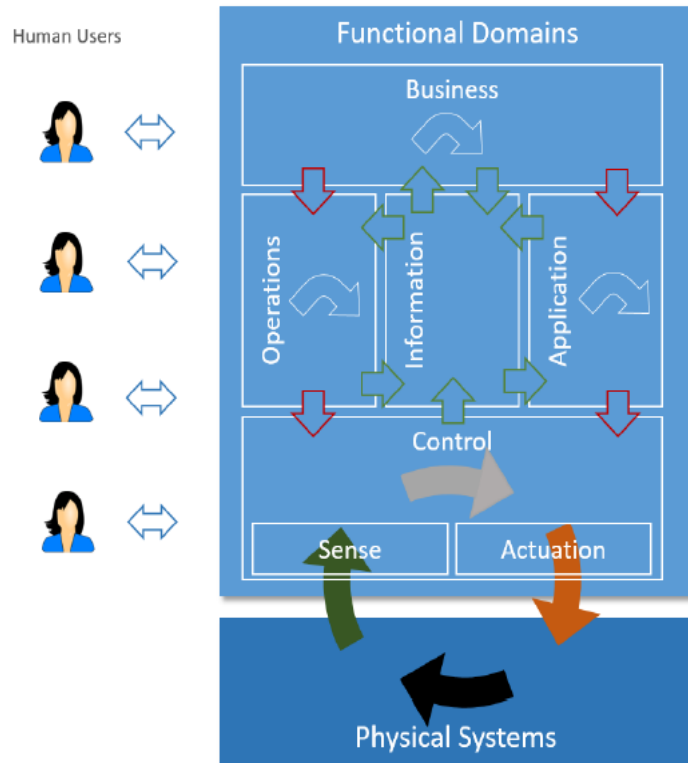 Human Users
Functional Domains
Business
Operations
Information
Application
Control
Sense
Actuation
Physical Systems